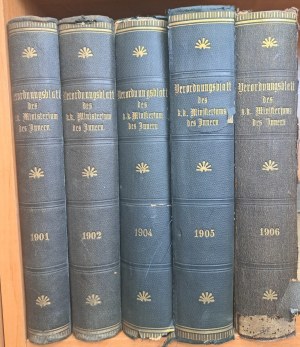 Verordnungsblatt
des
k.k. Ministeriums
des Innern.
1901
Verordnungsblatt
des
k.k. Ministeriums
des Innern.
1902
Verordnungsblatt
des
k.k. Ministeriums
des Innern.
1904
Verordnungsblatt
des
k.k. Ministeriums
des Innern.
1905
Verordnungsblatt
des
k.k. Ministeriums
des Innern.
1906